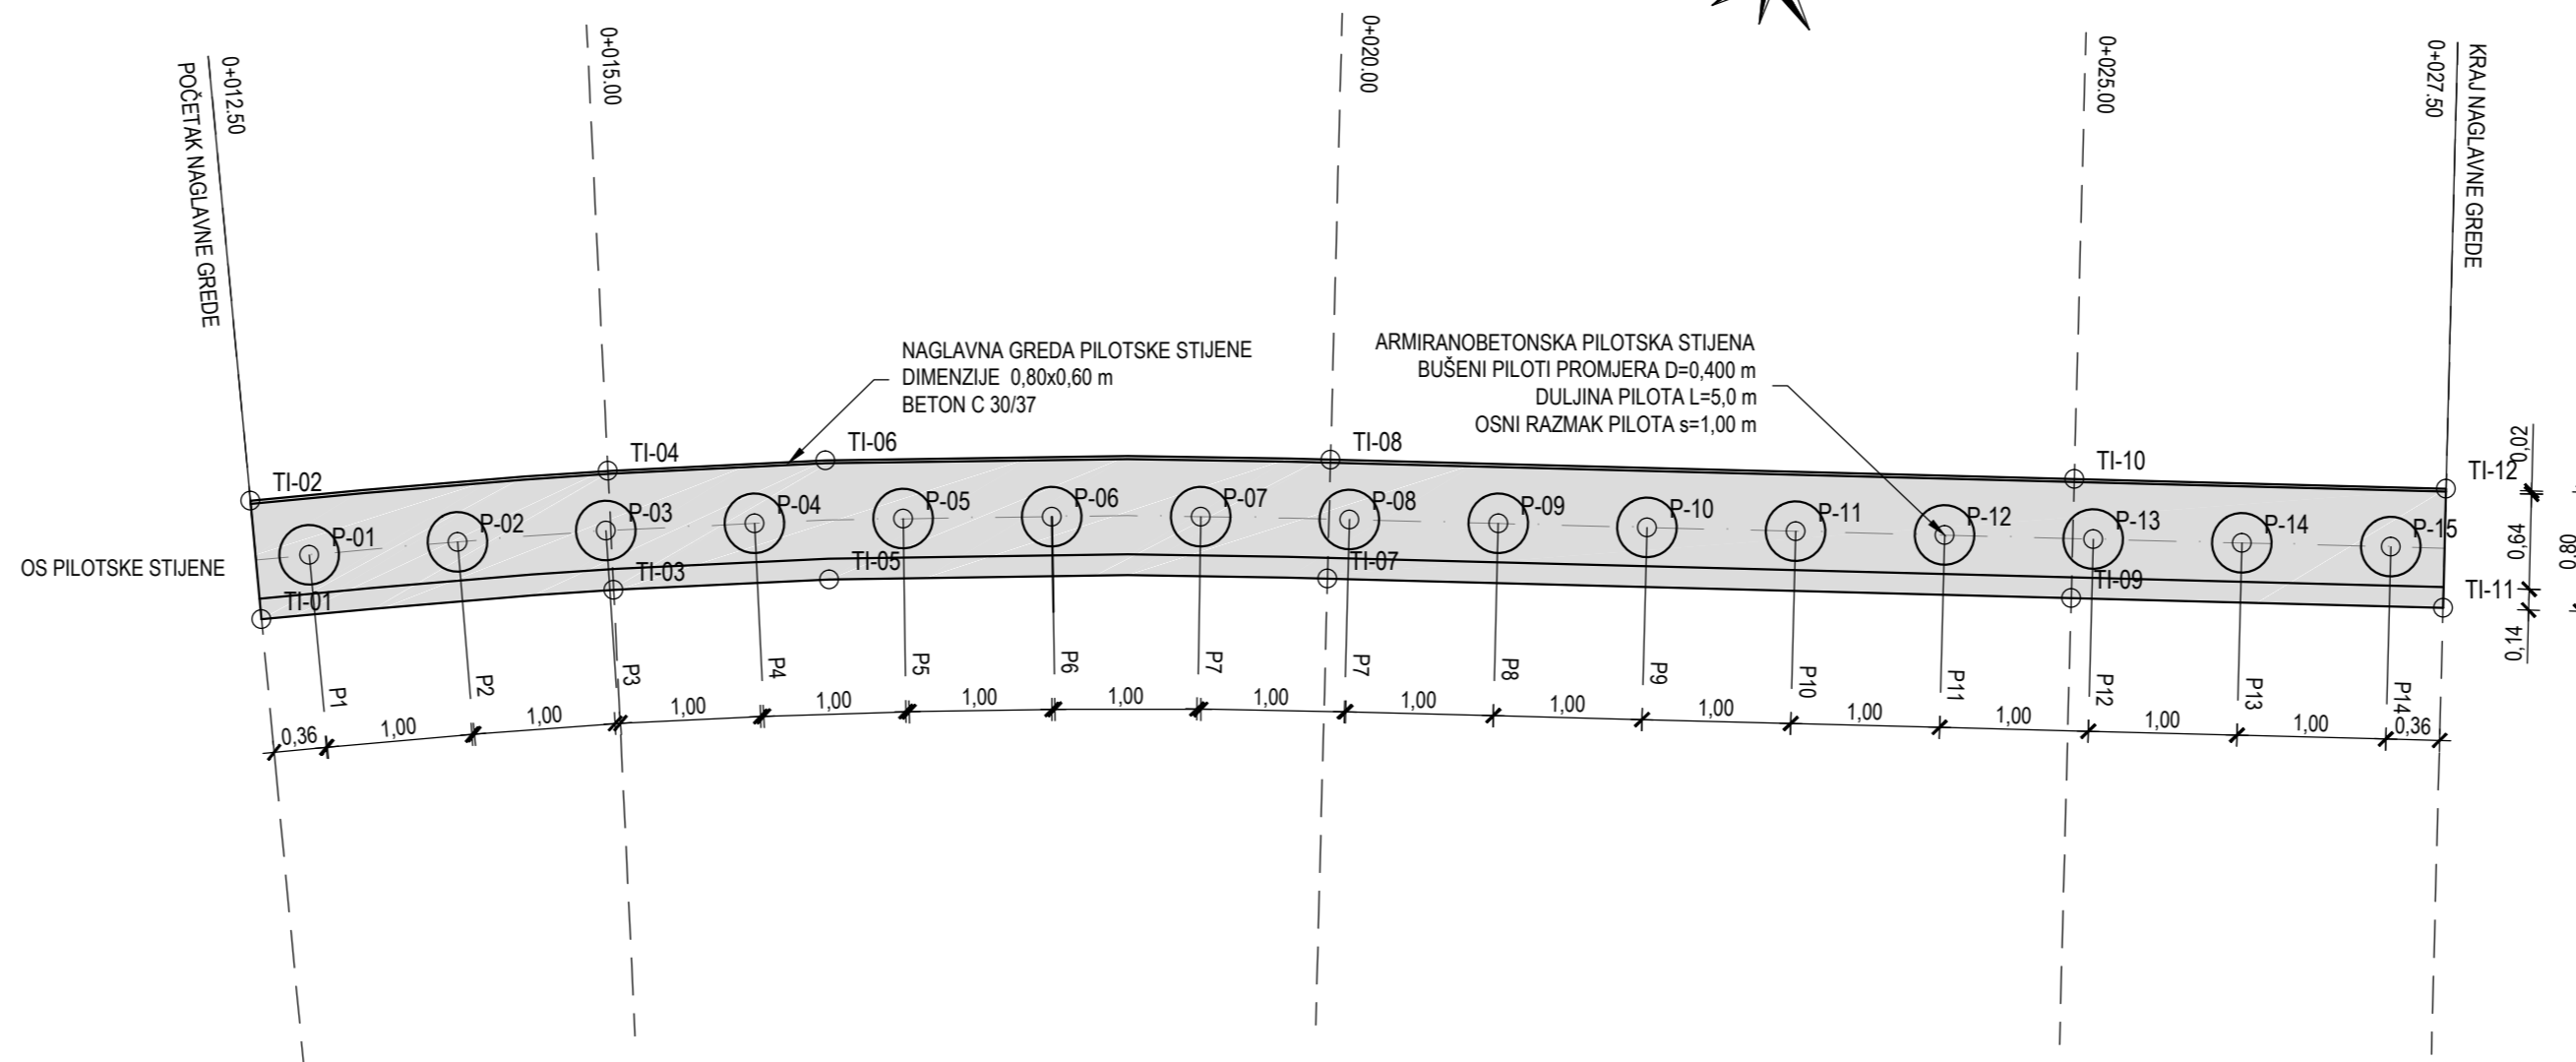 0+012.50
POČETAK NAGLAVNE GREDE
0+015.00
0+020.00
0+025.00
0+027.50
KRAJ NAGLAVNE GREDE
NAGLAVNA GREDA PILOTSKE STIJENE
DIMENZIJE 0,80x0,60 m
BETON C 30/37
ARMIRANOBETONSKA PILOTSKA STIJENA
BUŠENI PILOTI PROMJERA D=0,400 m
DULJINA PILOTA L=5,0 m
OSNI RAZMAK PILOTA s=1,00 m
TI-02
TI-04
TI-06
TI-08
TI-10
TI-12
P-01
P-02
P-03
P-04
P-05
P-06
P-07
P-08
P-09
P-10
P-11
P-12
P-13
P-14
P-15
OS PILOTSKE STIJENE
TI-01
TI-03
TI-05
TI-07
TI-09
TI-11
0,02
0,64
0,80
0,14
P1
P2
P3
P4
P5
P6
P7
P7
P8
P9
P10
P11
P12
P13
P14
0,36
1,00
1,00
1,00
1,00
1,00
1,00
1,00
1,00
1,00
1,00
1,00
1,00
1,00
1,00
0,36